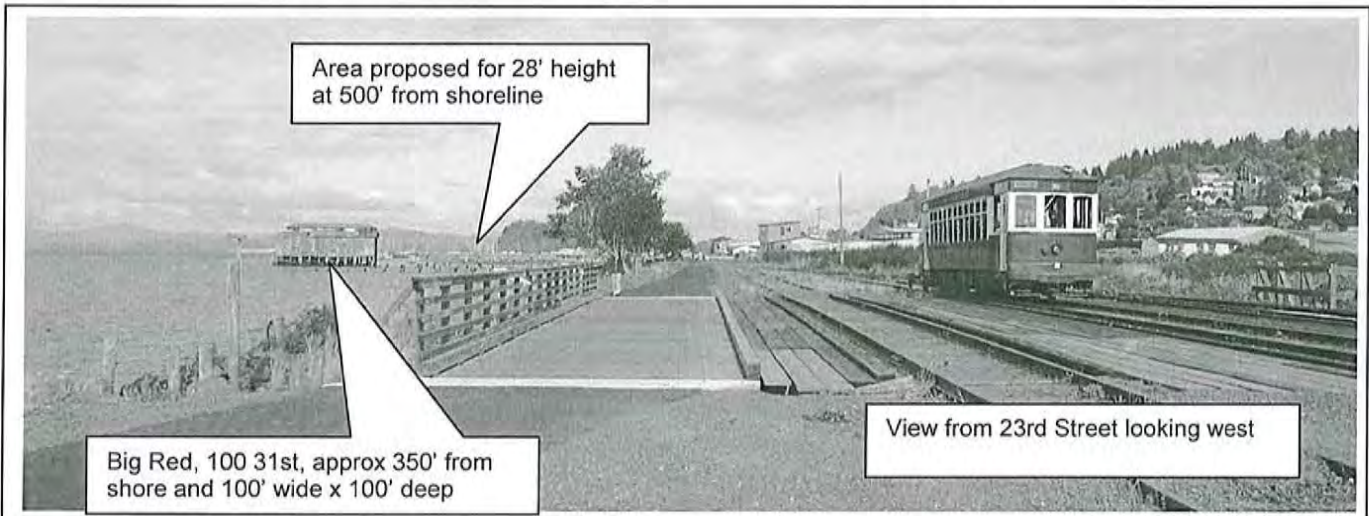 Area proposed for 28' height
at 500' from shoreline
Big Red, 100 31st, approx 350' from
shore and 100' wide x 100' deep
View from 23rd Street looking west